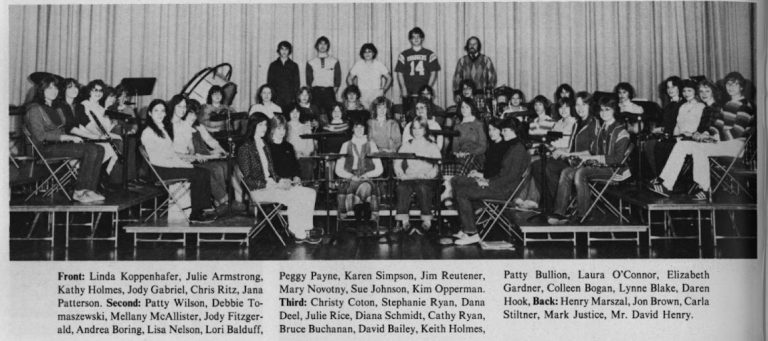 14
Front: Linda Koppenhafer, Julie Armstrong,
Kathy Holmes, Jody Gabriel, Chris Ritz, Jana
Patterson. Second: Patty Wilson, Debbie To-
maszewski, Mellany McAllister, Jody Fitzger-
ald, Andrea Boring, Lisa Nelson, Lori Balduff,
Peggy Payne, Karen Simpson, Jim Reutener,
Mary Novotny, Sue Johnson, Kim Opperman.
Third: Christy Coton, Stephanie Ryan, Dana
Deel, Julie Rice, Diana Schmidt, Cathy Ryan,
Bruce Buchanan, David Bailey, Keith Holmes,
Patty Bullion, Laura O'Connor, Elizabeth
Gardner, Colleen Bogan, Lynne Blake, Daren
Hook, Back: Henry Marszal, Jon Brown, Carla
Stiltner, Mark Justice, Mr. David Henry.